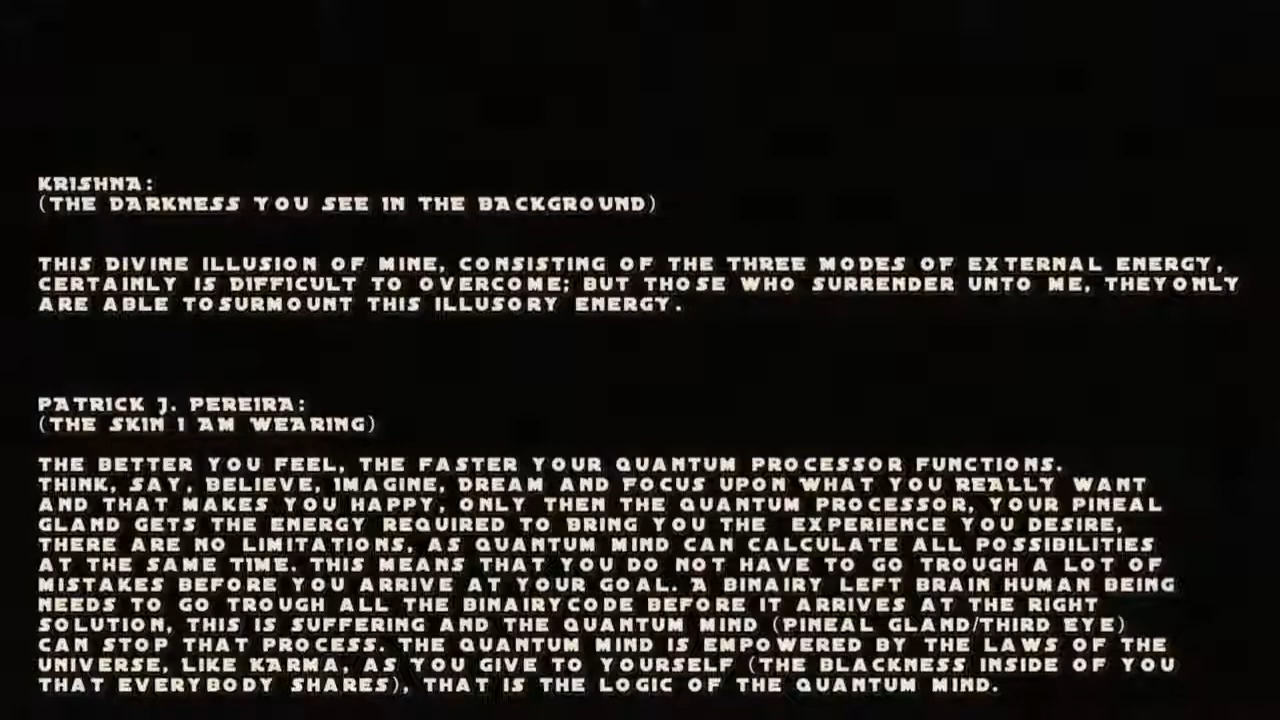 KRISHNA:
(THE DARKNESS YOU SEE IN THE BACKGROUND)
THIS DIVINE ILLUSION OF MINE, CONSISTING OF THE THREE MODES OF EXTERNAL ENERGY,
CERTAINLY IS DIFFICULT TO OVERCOME; BUT THOSE WHO SURRENDER UNTO ME, THEYONLY
ARE ABLE TOSURMOUNT THIS ILLUSORY ENERGY.
PATRICK J. PEREIRA:
(THE SKIN I AM WEARING)
THE BETTER YOU FEEL, THE FASTER YOUR QUANTUM PROCESSOR FUNCTIONS.
THINK, SAY, BELIEVE, IMAGINE, DREAM AND FOCUS UPON WHAT YOU REALLY WANT
AND THAT MAKES YOU HAPPY, ONLY THEN THE QUANTUM PROCESSOR, YOUR PINEAL
GLAND GETS THE ENERGY REQUIRED TO BRING YOU THE EXPERIENCE YOU DESIRE,
THERE ARE NO LIMITATIONS, AS QUANTUM MIND CAN CALCULATE ALL POSSIBILITIES
AT THE SAME TIME. THIS MEANS THAT YOU DO NOT HAVE TO GO TROUGH A LOT OF
MISTAKES BEFORE YOU ARRIVE AT YOUR GOAL. A BINAIRY LEFT BRAIN HUMAN BEING
NEEDS TO GO TROUGH ALL THE BINAIRYCODE BEFORE IT ARRIVES AT THE RIGHT
SOLUTION, THIS IS SUFFERING AND THE QUANTUM MIND (PINEAL GLAND/THIRD EYE)
CAN STOP THAT PROCESS. THE QUANTUM MIND IS EMPOWERED BY THE LAWS OF THE
UNIVERSE, LIKE KARMA, AS YOU GIVE TO YOURSELF (THE BLACKNESS INSIDE OF YOU
THAT EVERYBODY SHARES), THAT IS THE LOGIC OF THE QUANTUM MIND.